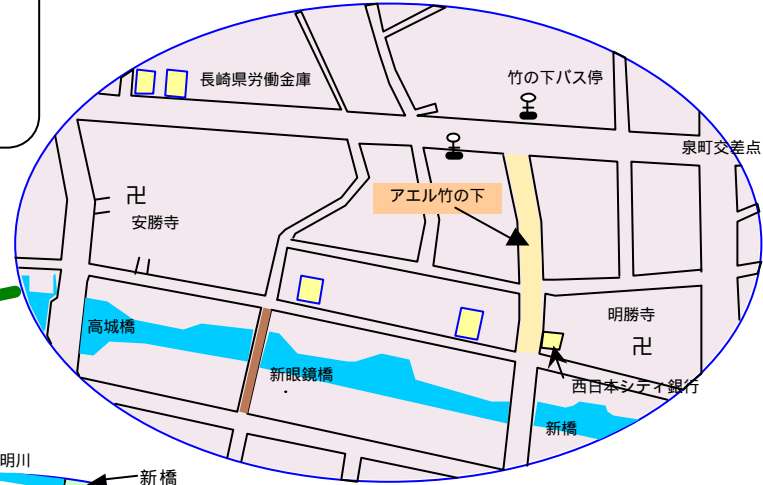 長崎県労働金庫
竹の下バス停
泉町交差点
アエル竹の下
卍
安勝寺
明勝寺
卍
高城橋
新眼鏡橋
西日本シティ銀行
新橋
明川
新橋